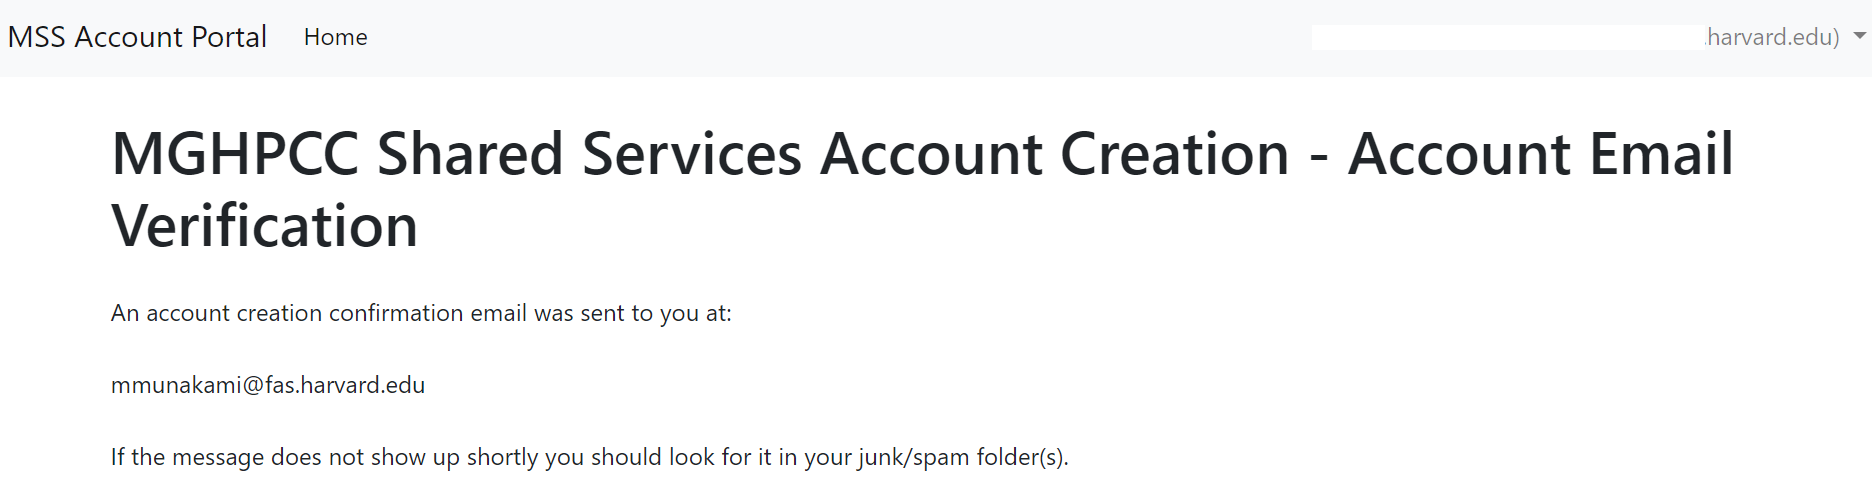 MSS Account Portal Home .harvard.edu)
MGHPCC Shared Services Account Creation - Account Email
Verification
An account creation confirmation email was sent to you at:
mmunakami@fas.harvard.edu
If the message does not show up shortly you should look for it in your junk/spam folder(s).